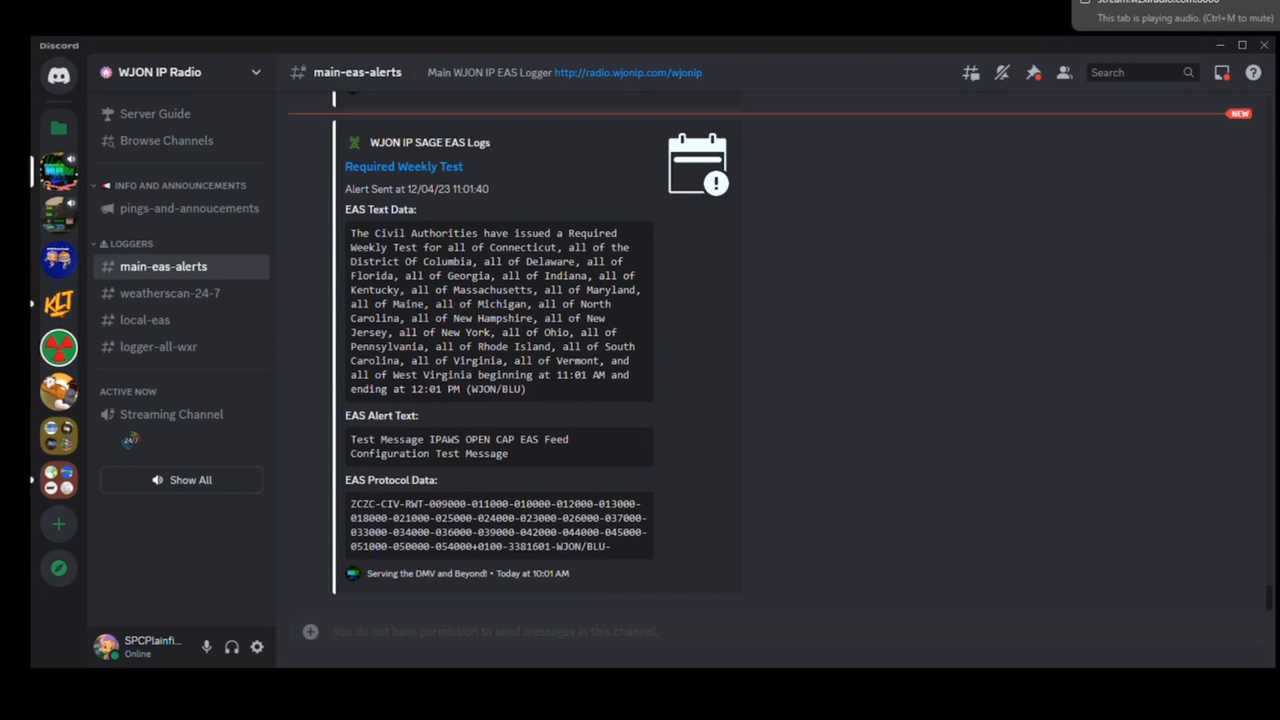 This tab is playing audio. (Ctrl+M to mute)
Discord
WJON IP Radio
main-eas-alerts
Main WJON IP EAS Logger http://radio.wjonip.com/wjonip
Search
Server Guide
Browse Channels
INFO AND ANNOUNCEMENTS
pings-and-annoucements
LOGGERS
main-eas-alerts
weatherscan-24-7
local-eas
logger-all-wxr
ACTIVE NOW
Streaming Channel
24/7
Show All
KLT
SPCPlainfi...
Online
NEW
WJON IP SAGE EAS Logs
Required Weekly Test
Alert Sent at 12/04/23 11:01:40
EAS Text Data:
The Civil Authorities have issued a Required
Weekly Test for all of Connecticut, all of the
District Of Columbia, all of Delaware, all of
Florida, all of Georgia, all of Indiana, all of
Kentucky, all of Massachusetts, all of Maryland,
all of Maine, all of Michigan, all of North
Carolina, all of New Hampshire, all of New
Jersey, all of New York, all of Ohio, all of
Pennsylvania, all of Rhode Island, all of South
Carolina, all of Virginia, all of Vermont, and
all of West Virginia beginning at 11:01 AM and
ending at 12:01 PM (WJON/BLU)
EAS Alert Text:
Test Message IPAWS OPEN CAP EAS Feed
Configuration Test Message
EAS Protocol Data:
ZCZC-CIV-RWT-009000-011000-010000-012000-013000-
018000-021000-025000-024000-023000-026000-037000-
033000-034000-036000-039000-042000-044000-045000-
051000-050000-054000+0100-3381601-WJON/BLU-
Serving the DMV and Beyond! • Today at 10:01 AM
You do not have permission to send messages in this channel.